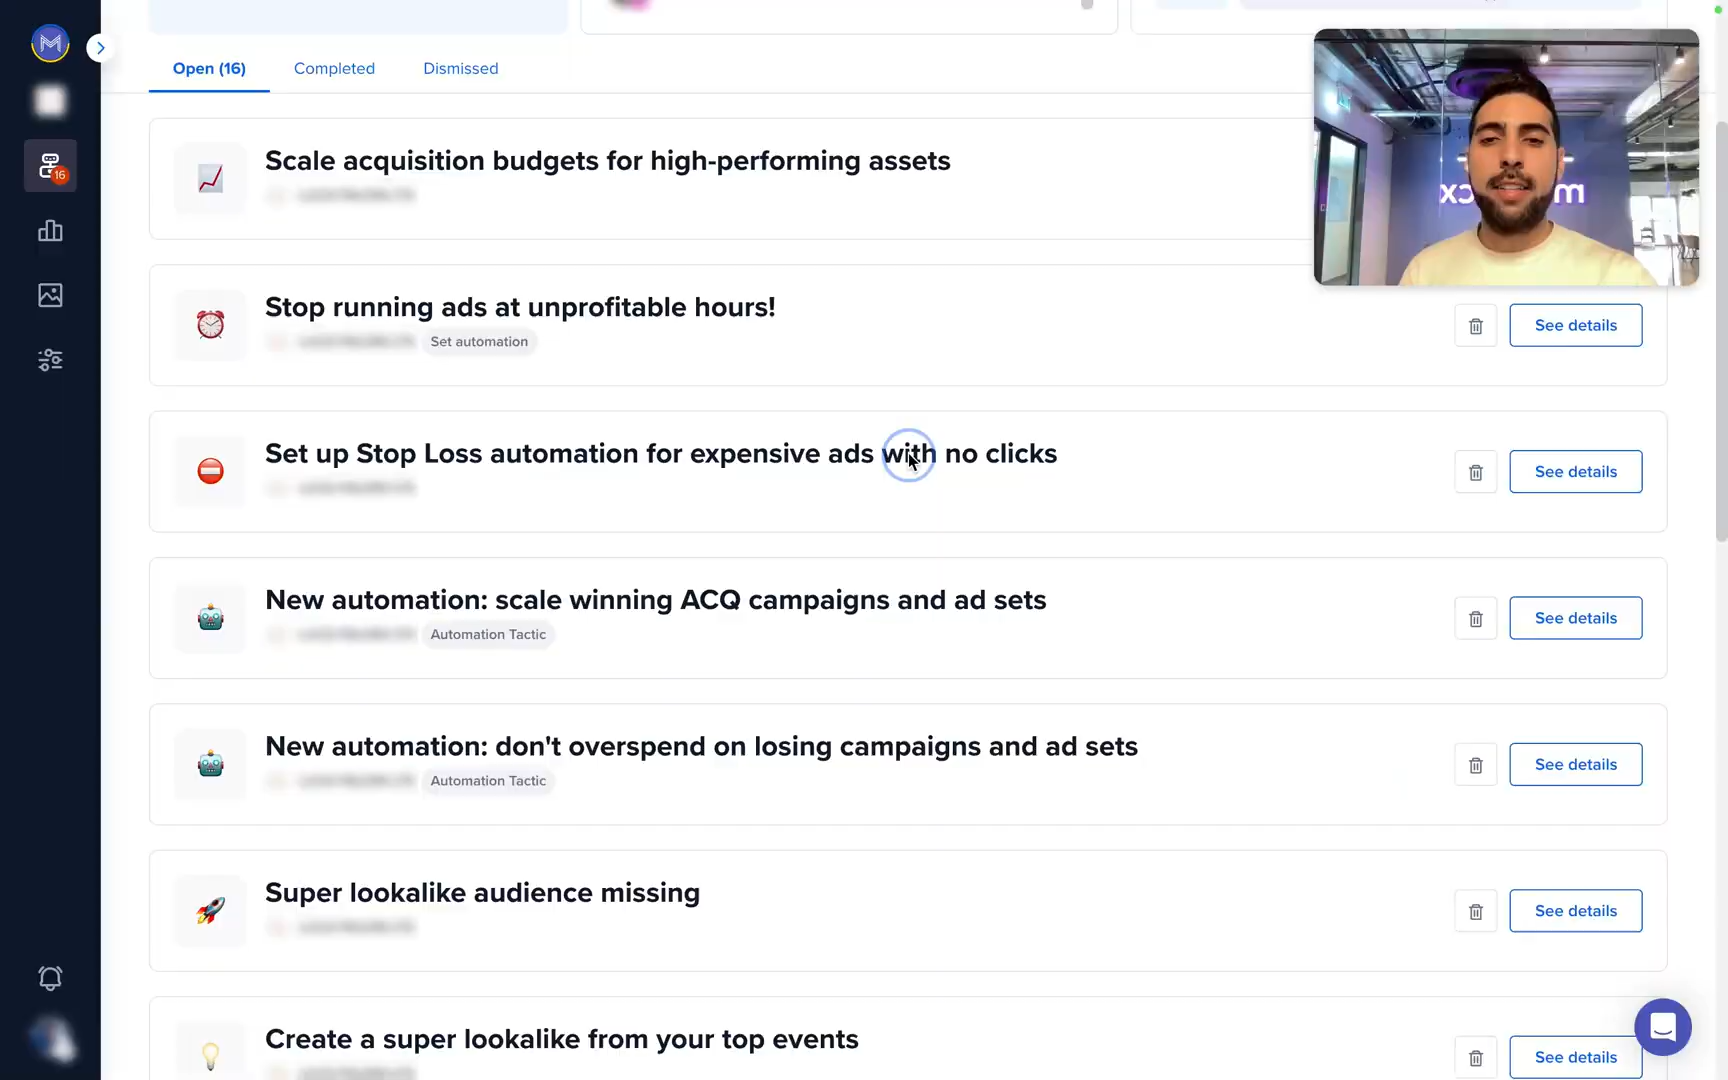 Open (16)
Completed
Dismissed
16
Scale acquisition budgets for high-performing assets
Stop running ads at unprofitable hours!
Set automation
See details
Set up Stop Loss automation for expensive ads with no clicks
See details
New automation: scale winning ACQ campaigns and ad sets
Automation Tactic
See details
New automation: don't overspend on losing campaigns and ad sets
Automation Tactic
See details
Super lookalike audience missing
See details
Create a super lookalike from your top events
See details